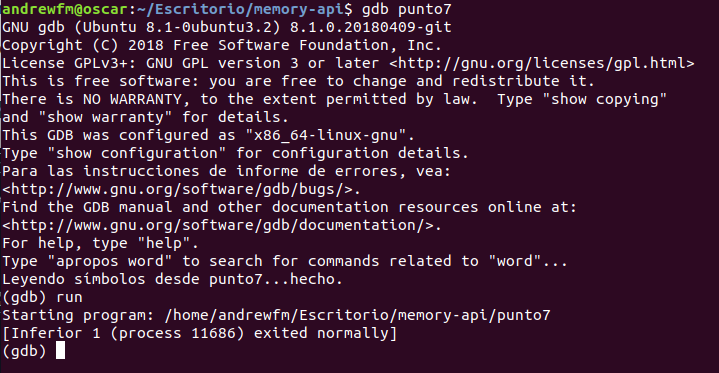 andrewfm@oscar:~/Escritorio/memory-api$ gdb punto7
GNU gdb (Ubuntu 8.1-0ubuntu3.2) 8.1.0.20180409-git
Copyright (C) 2018 Free Software Foundation, Inc.
License GPLv3+: GNU GPL version 3 or later <http://gnu.org/licenses/gpl.html>
This is free software: you are free to change and redistribute it.
There is NO WARRANTY, to the extent permitted by law.  Type "show copying"
and "show warranty" for details.
This GDB was configured as "x86_64-linux-gnu".
Type "show configuration" for configuration details.
Para las instrucciones de informe de errores, vea:
<http://www.gnu.org/software/gdb/bugs/>.
Find the GDB manual and other documentation resources online at:
<http://www.gnu.org/software/gdb/documentation/>.
For help, type "help".
Type "apropos word" to search for commands related to "word"...
Leyendo símbolos desde punto7...hecho.
(gdb) run
Starting program: /home/andrewfm/Escritorio/memory-api/punto7
[Inferior 1 (process 11686) exited normally]
(gdb)